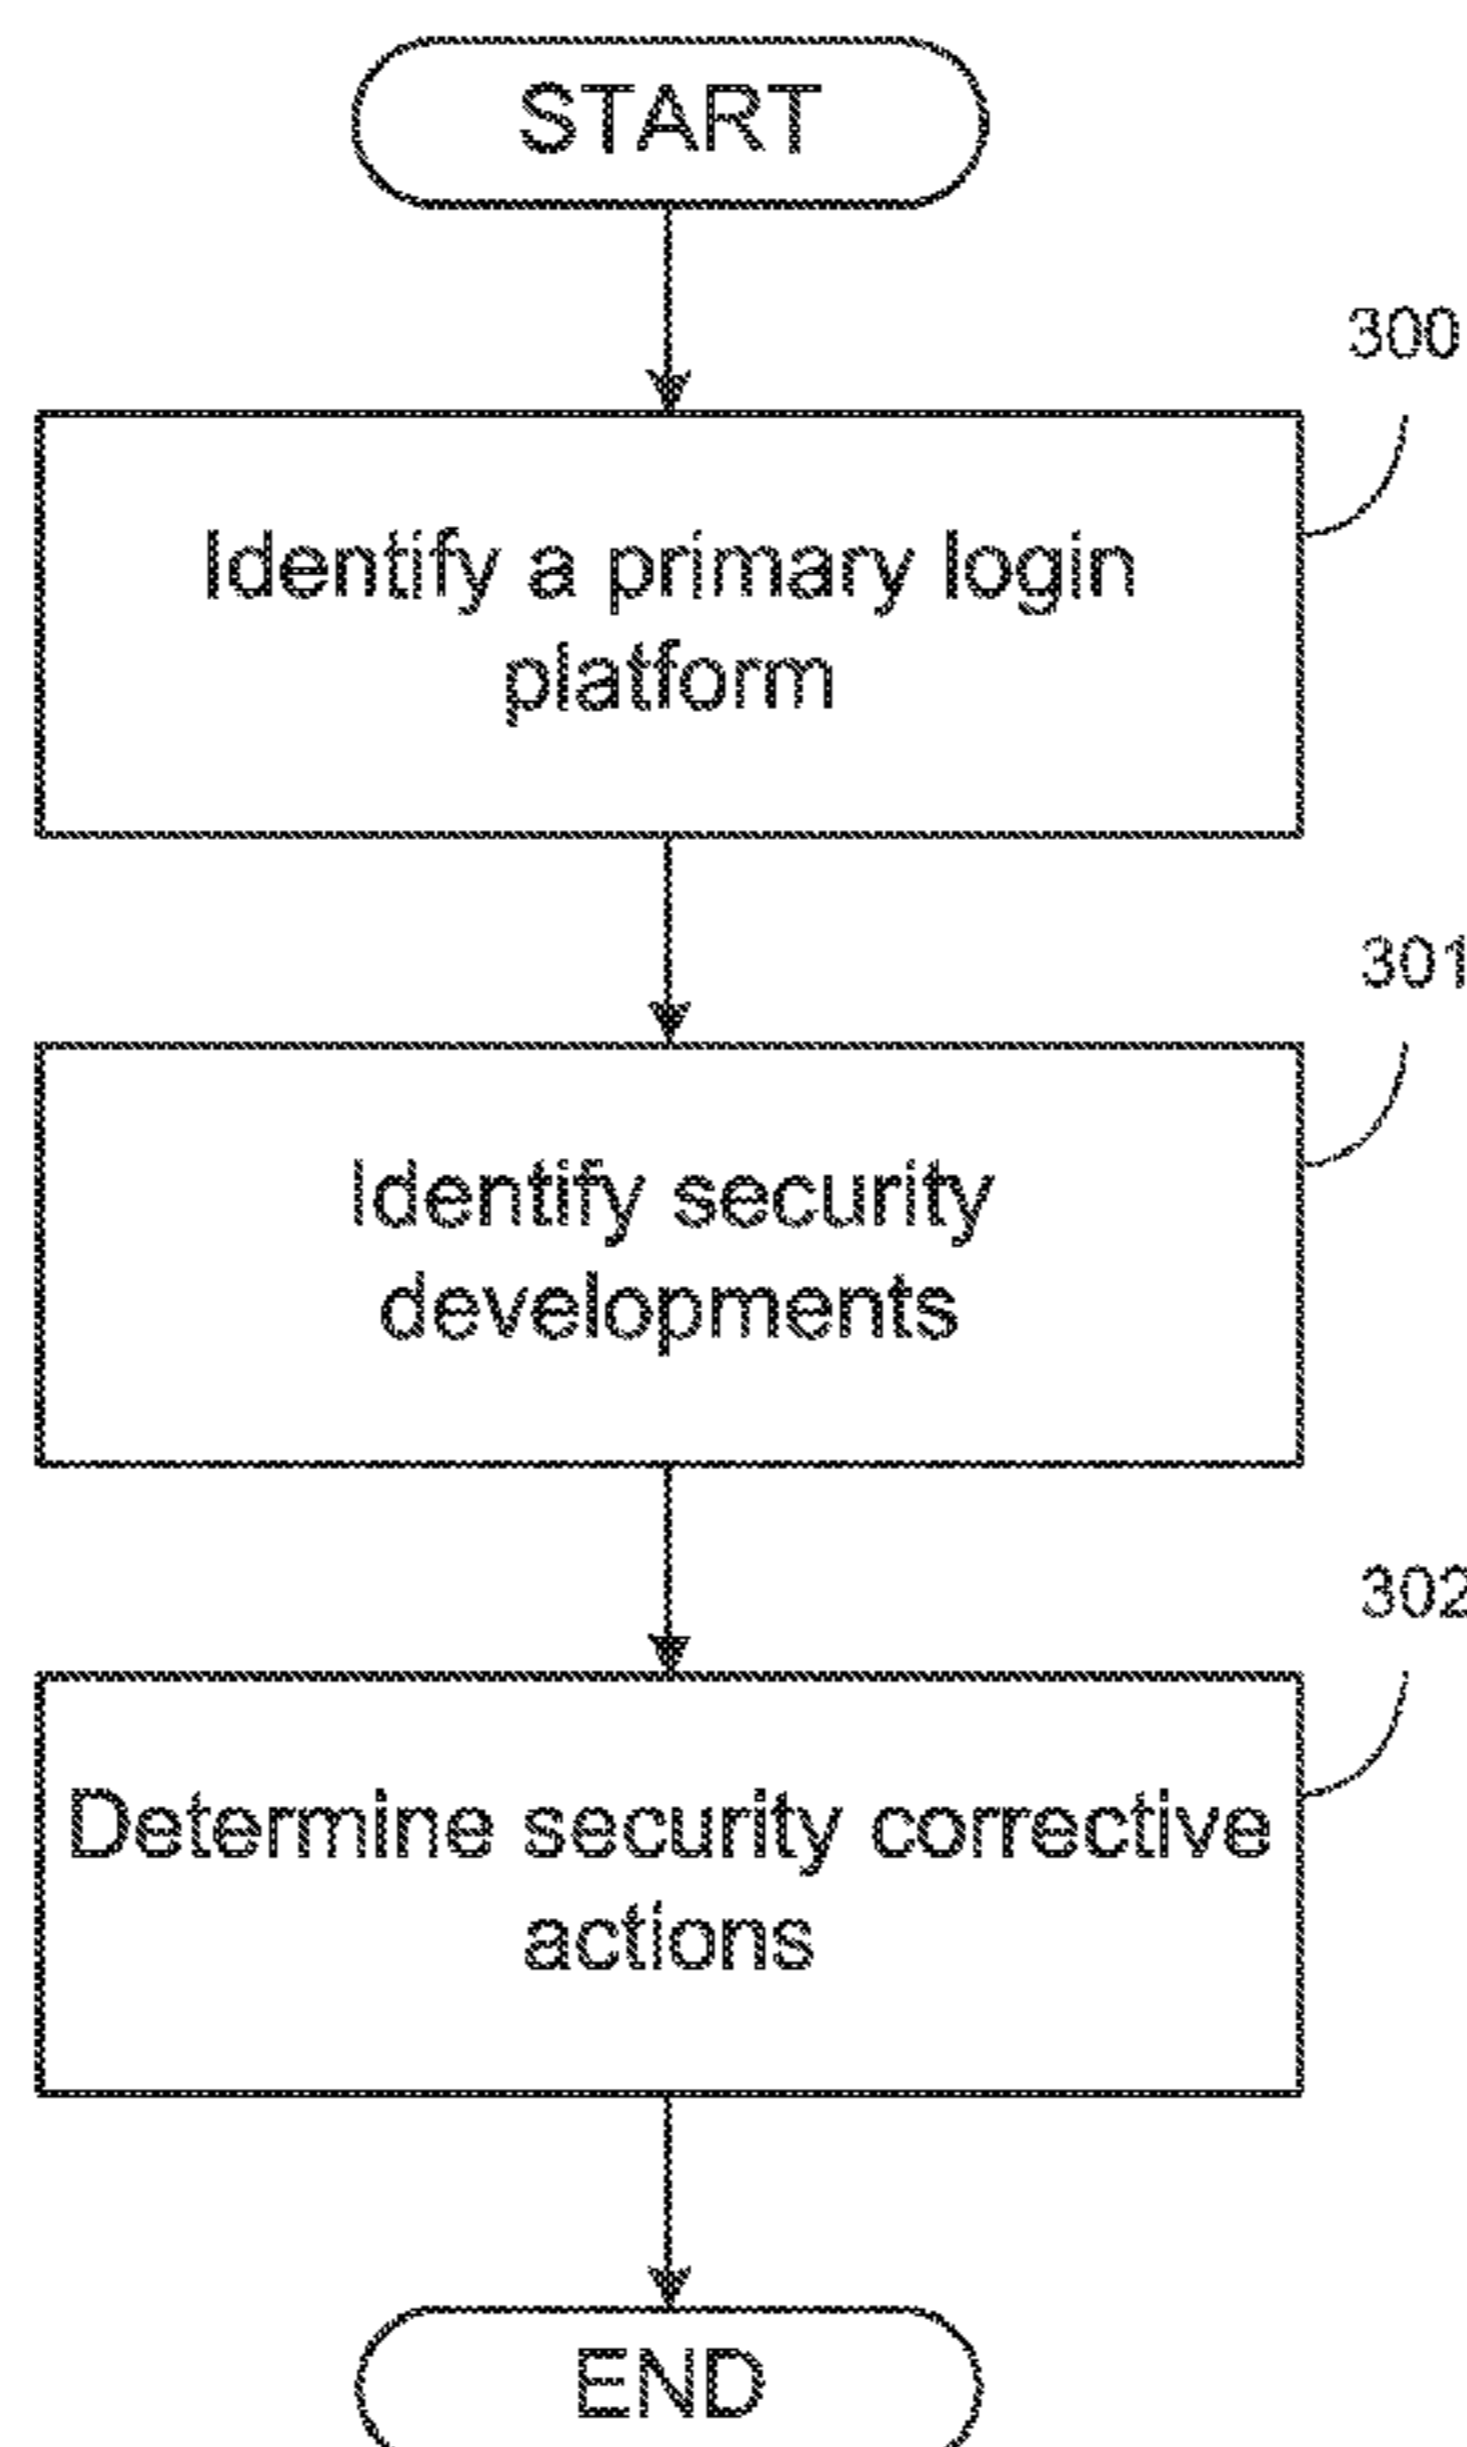 START
300
Identify a primary login
platform
301
Identify security
developments
302
Determine security corrective
actions
END